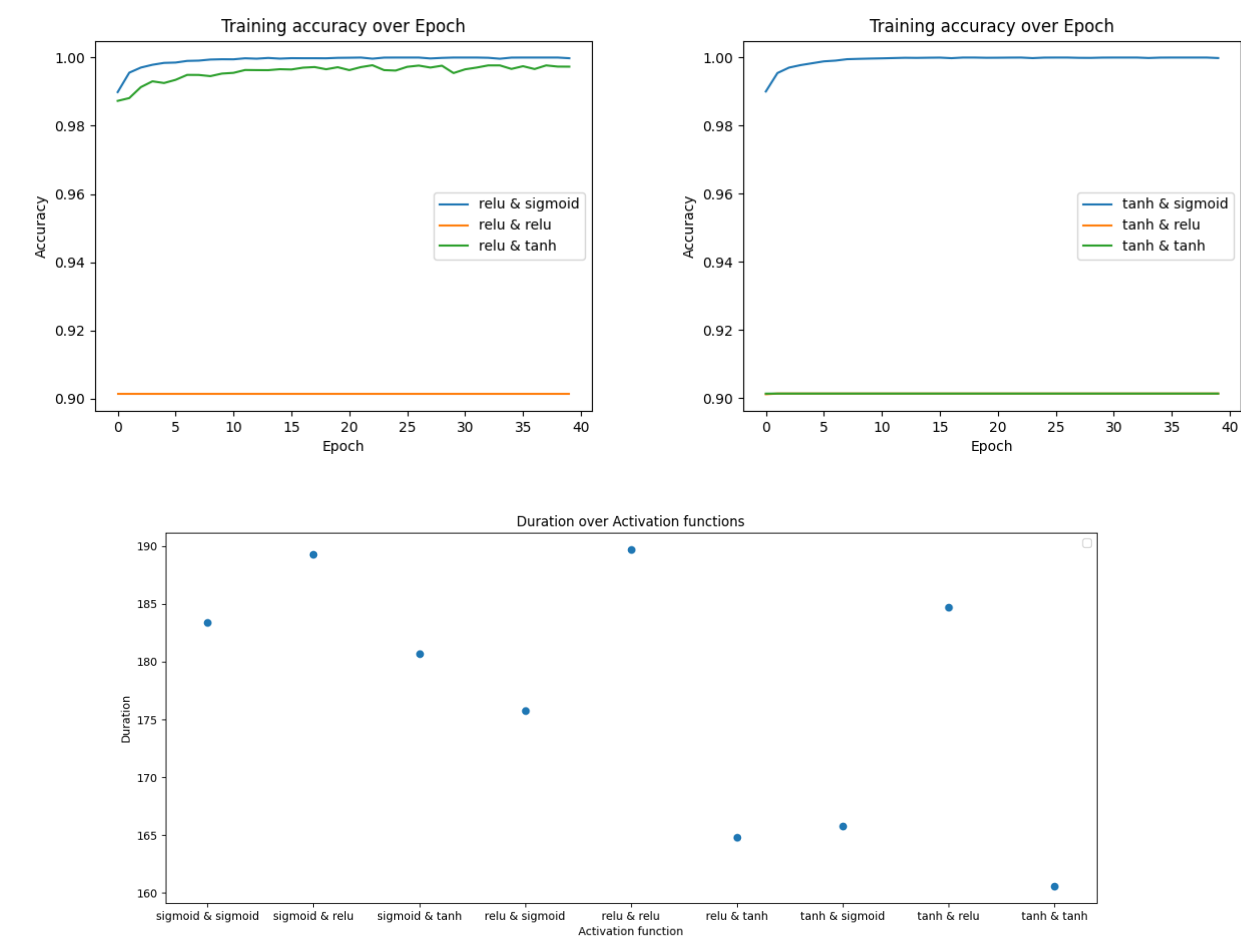 Training accuracy over Epoch
1.00
0.98
0.96
0.94
0.92
0.90
Accuracy
relu & sigmoid
relu & relu
relu & tanh
0 5 10 15 20 25 30 35 40
Epoch
Training accuracy over Epoch
1.00
0.98
0.96
0.94
0.92
0.90
Accuracy
tanh & sigmoid
tanh & relu
tanh & tanh
0 5 10 15 20 25 30 35 40
Epoch
Duration over Activation functions
190
185
180
175
170
165
160
Duration
sigmoid & sigmoid sigmoid & relu sigmoid & tanh relu & sigmoid relu & relu relu & tanh tanh & sigmoid tanh & relu tanh & tanh
Activation function